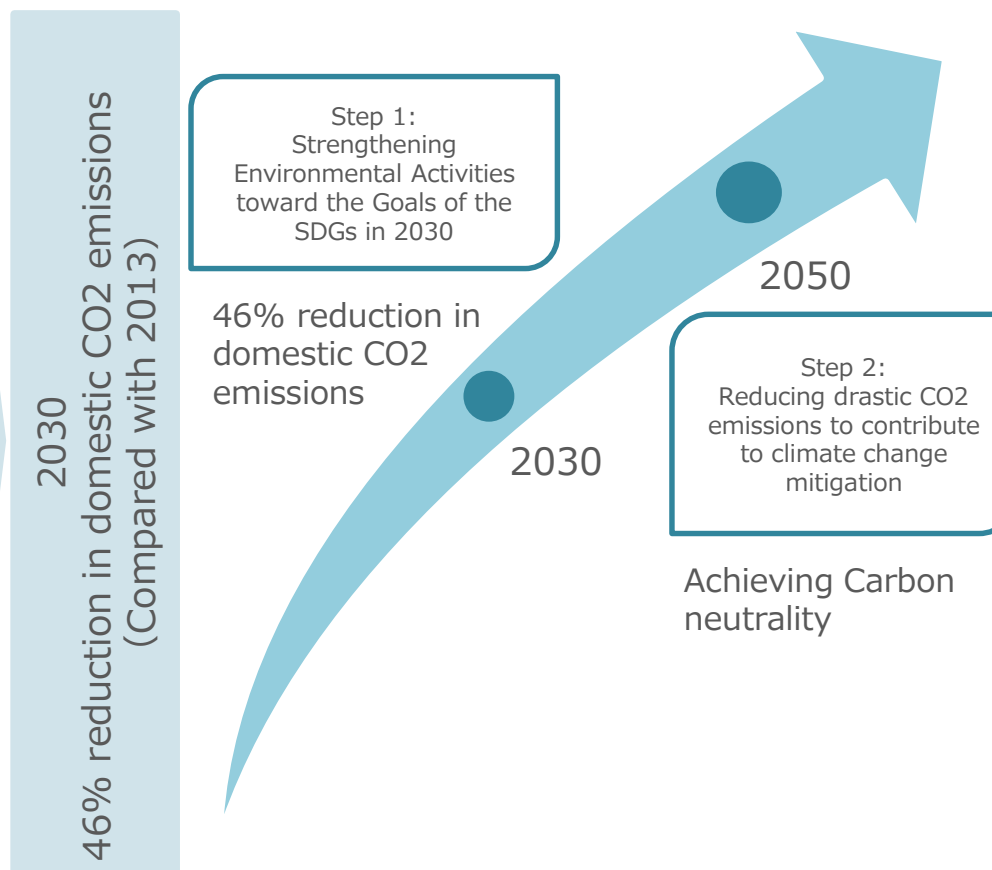 2030
46% reduction in domestic CO2 emissions
(Compared with 2013)
Step 1:
Strengthening
Environmental Activities
toward the Goals of the
SDGs in 2030
46% reduction in
domestic CO2
emissions
2030
2050
Step 2:
Reducing drastic CO2
emissions to contribute
to climate change
mitigation
Achieving Carbon
neutrality